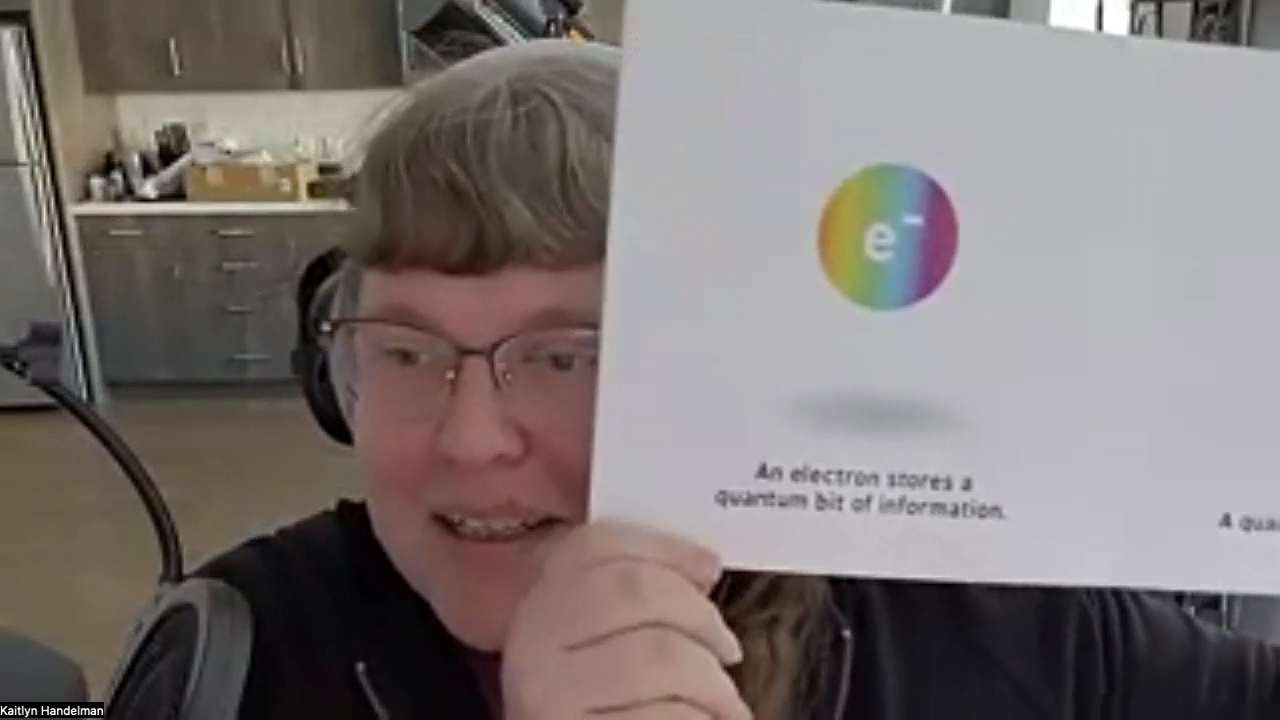 e⁻
An electron stores a
quantum bit of information.
A qua
Kaitlyn Handelman